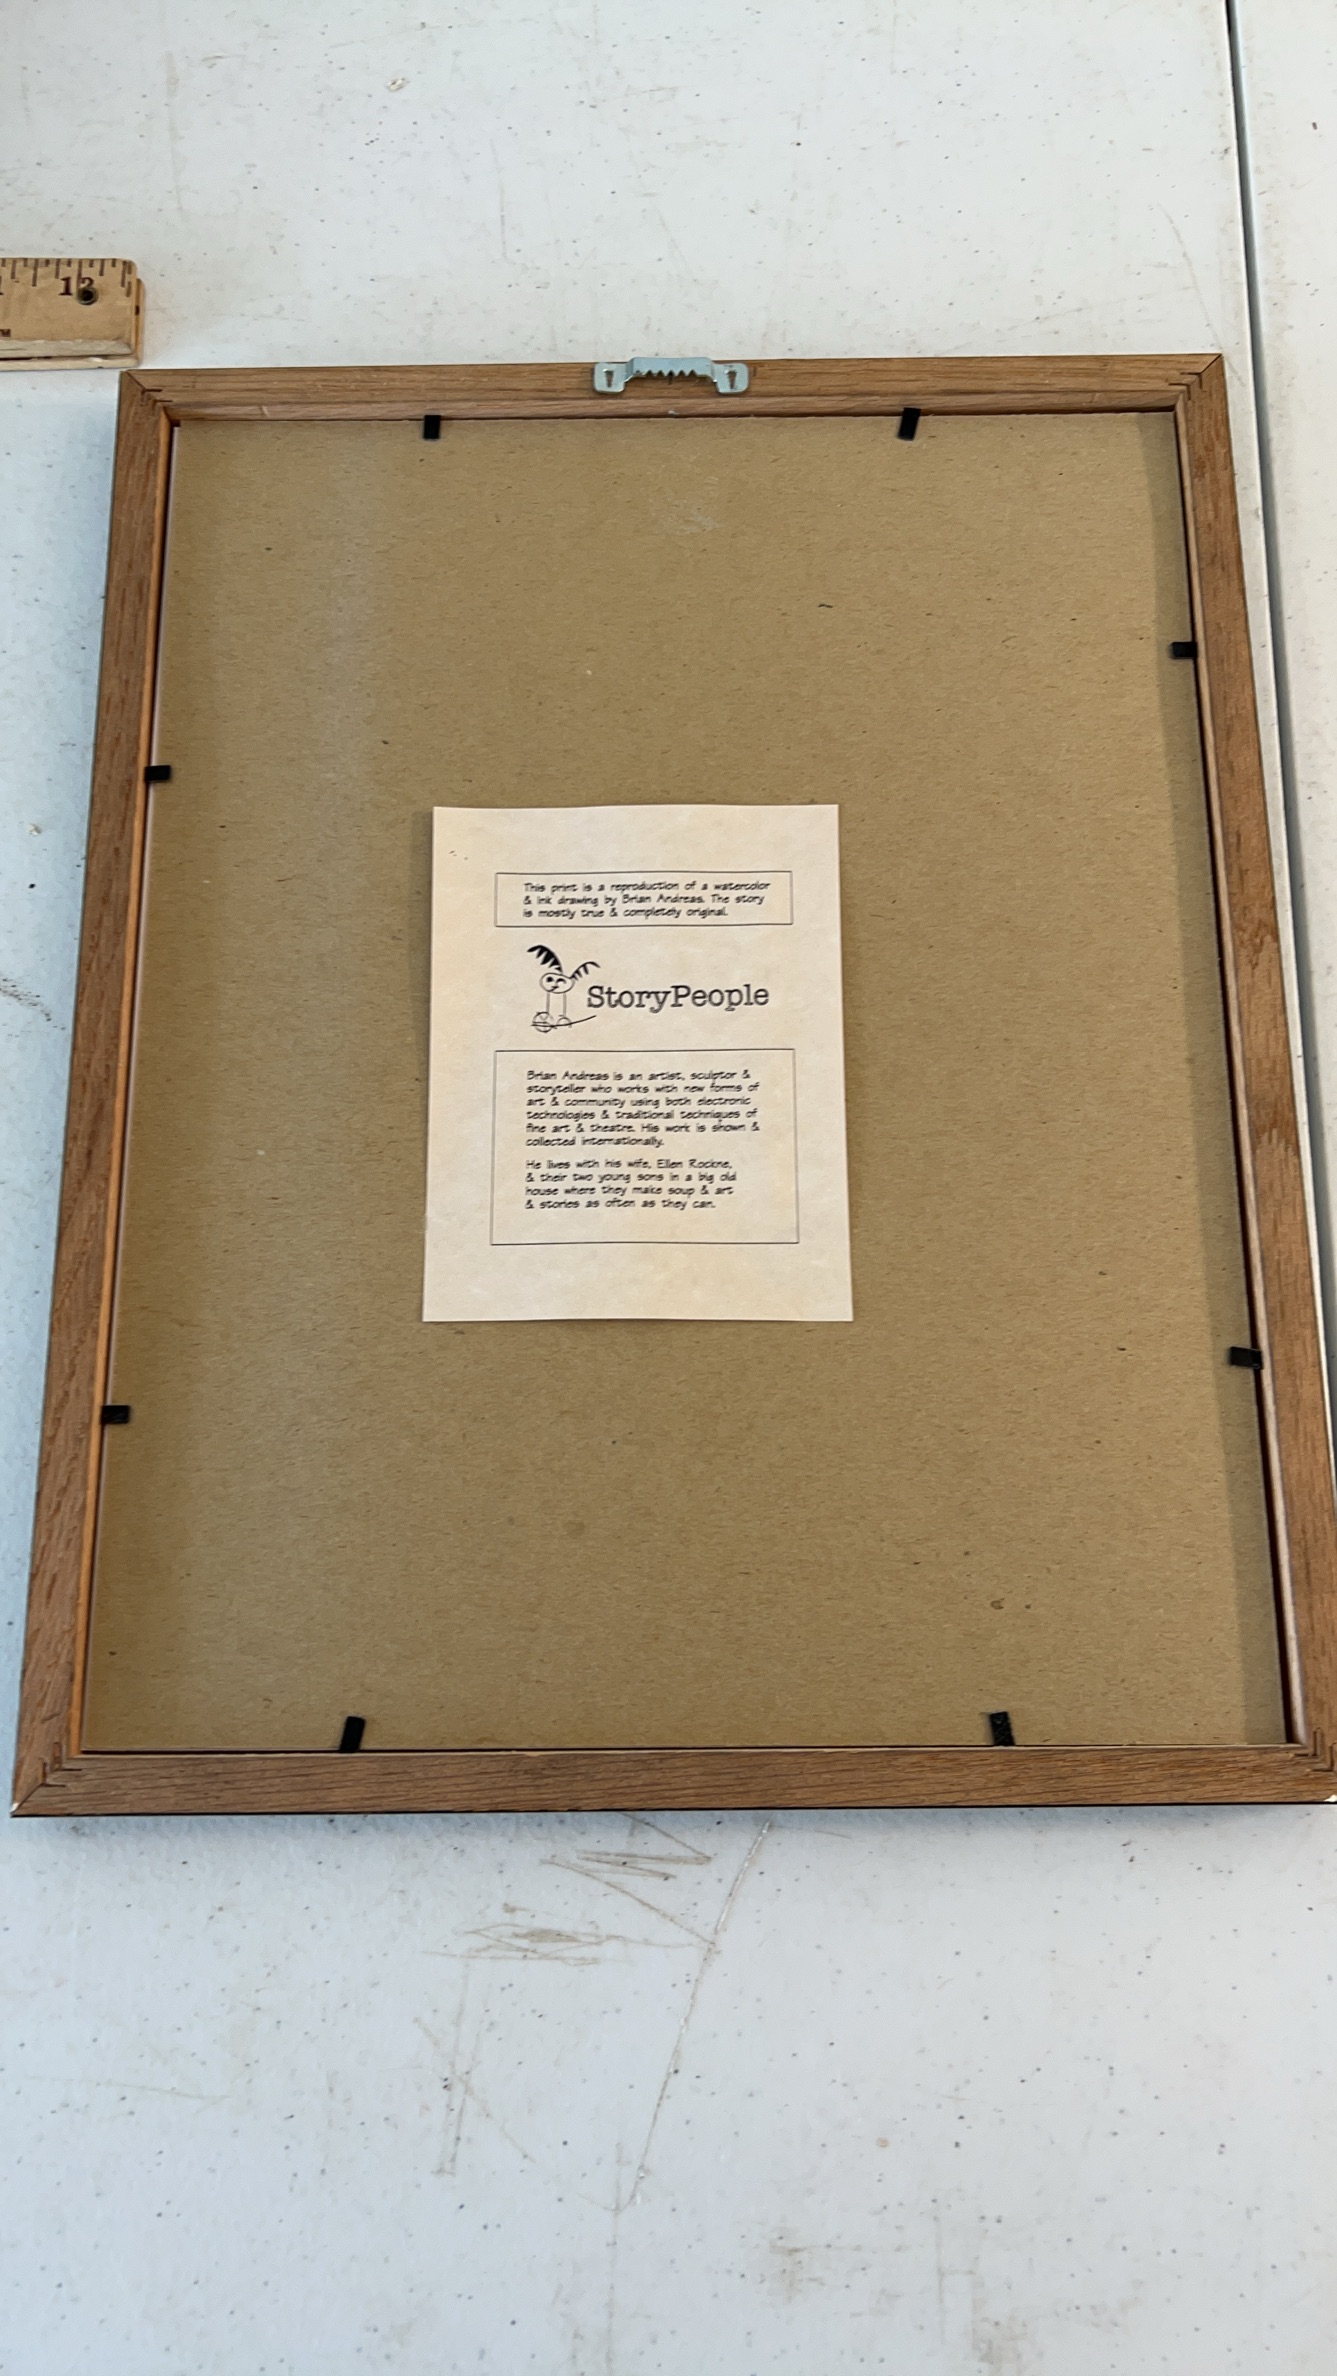 12
This print is a reproduction of a watercolor
& ink drawing by Brian Andreas. The story
is mostly true & completely original.
StoryPeople
Brian Andreas is an artist, sculptor &
storyteller who works with new forms of
art & community using both electronic
technologies & traditional techniques of
fine art & theatre. His work is shown &
collected internationally.
He lives with his wife, Ellen Rockne,
& their two young sons in a big old
house where they make soup & art
& stories as often as they can.